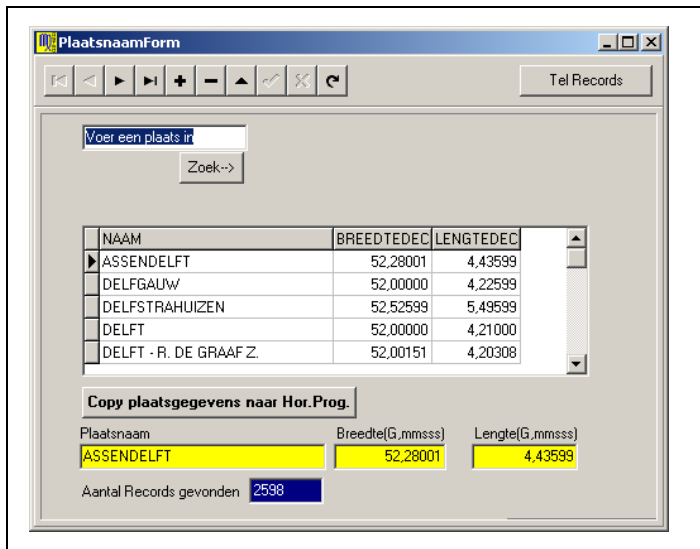 PlaatsnaamForm
Tel Records
Voer een plaats in
Zoek-->
NAAM BREEDTEDEC LENGTEDEC
ASSENDELFT 52,28001 4,43599
DELFGAUW 52,00000 4,22599
DELFSTRAHUIZEN 52,52599 5,49599
DELFT 52,00000 4,21000
DELFT - R. DE GRAAF Z. 52,00151 4,20308
Copy plaatsgegevens naar Hor.Prog.
Plaatsnaam Breedte(G,mmsss) Lengte(G,mmsss)
ASSENDELFT 52,28001 4,43599
Aantal Records gevonden 2598